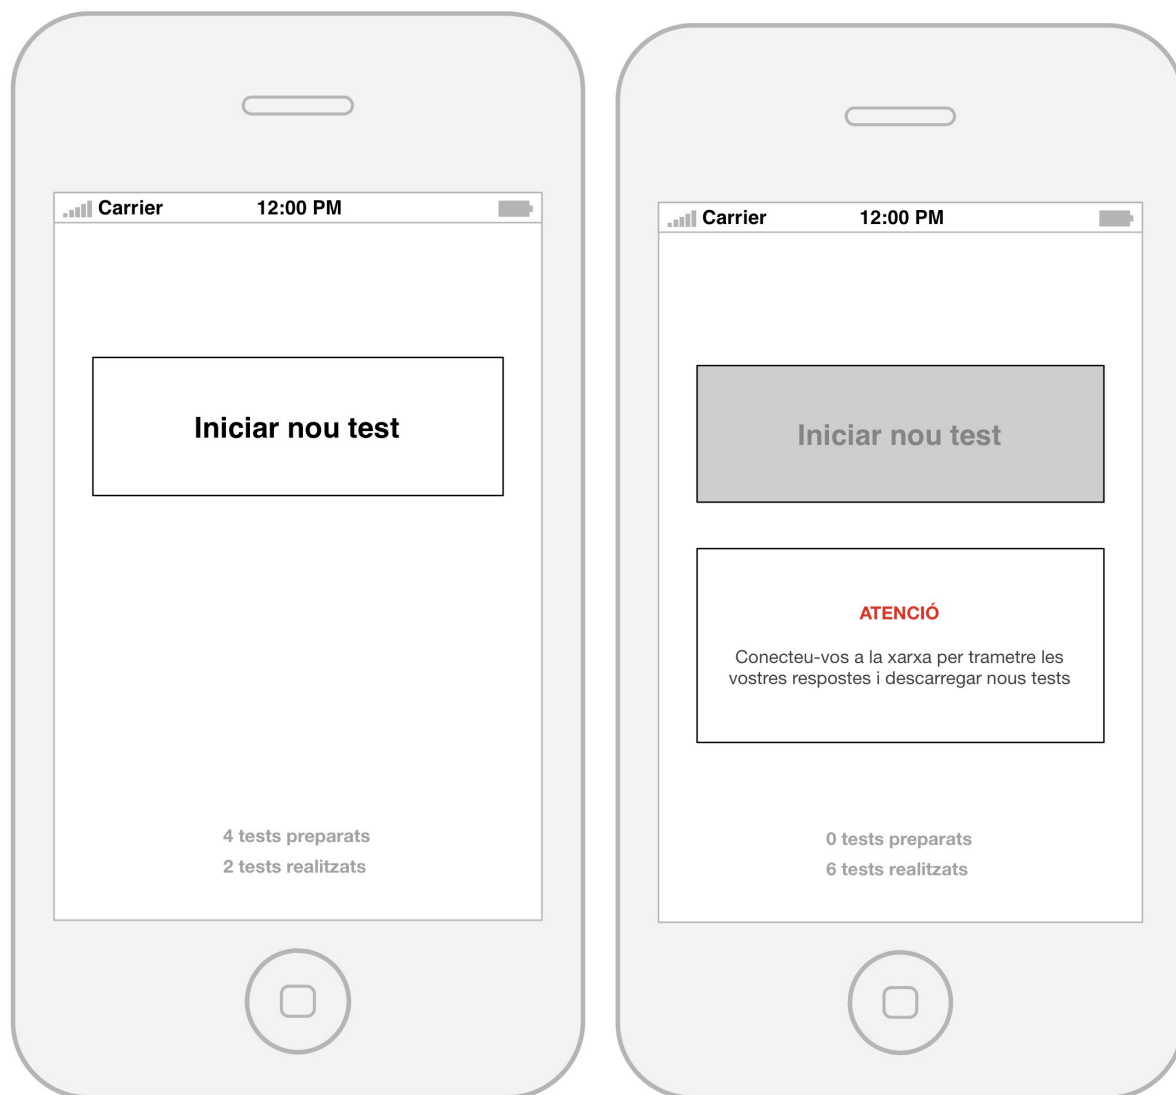 Carrier 12:00 PM
Iniciar nou test
4 tests preparats
2 tests realitzats
Carrier 12:00 PM
Iniciar nou test
ATENCIÓ
Conecteu-vos a la xarxa per trametre les
vostres respostes i descarregar nous tests
0 tests preparats
6 tests realitzats